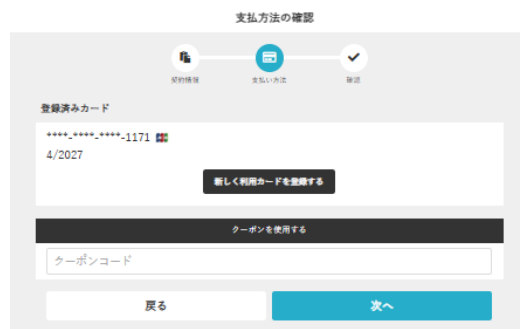 支払方法の確認
契約情報
支払い方法
確認
登録済みカード
****-****-****-1171
4/2027
新しく利用カードを登録する
クーポンを使用する
クーポンコード
戻る
次へ